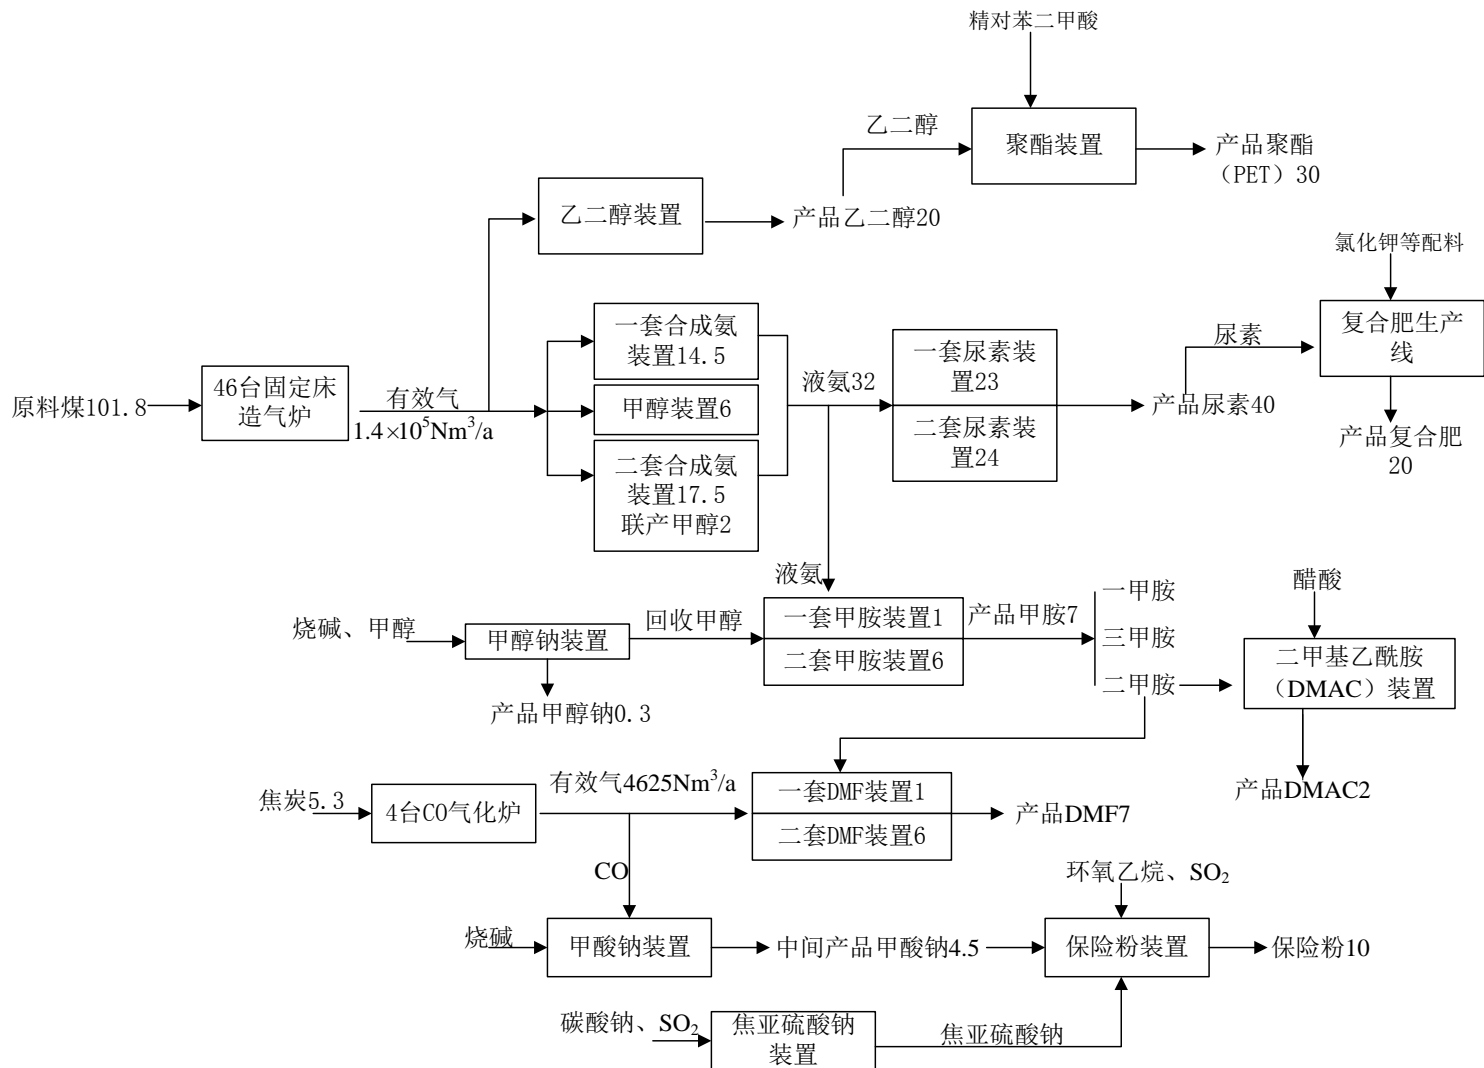 精对苯二甲酸
乙二醇
聚酯装置
产品聚酯
（PET）30
乙二醇装置
产品乙二醇20
氯化钾等配料
一套合成氨
装置14.5
一套尿素装
置23
尿素
复合肥生产
线
原料煤101.8
46台固定床
造气炉
有效气
1.4×10⁵Nm³/a
甲醇装置6
液氨32
产品尿素40
二套合成氨
装置17.5
联产甲醇2
二套尿素装
置24
产品复合肥
20
液氨
烧碱、甲醇
甲醇钠装置
回收甲醇
一套甲胺装置1
二套甲胺装置6
产品甲胺7
一甲胺
三甲胺
二甲胺
醋酸
二甲基乙酰胺
（DMAC）装置
产品甲醇钠0.3
产品DMAC2
焦炭5.3
4台CO气化炉
有效气4625Nm³/a
一套DMF装置1
二套DMF装置6
产品DMF7
CO
环氧乙烷、SO₂
烧碱
甲酸钠装置
中间产品甲酸钠4.5
保险粉装置
保险粉10
碳酸钠、SO₂
焦亚硫酸钠
装置
焦亚硫酸钠